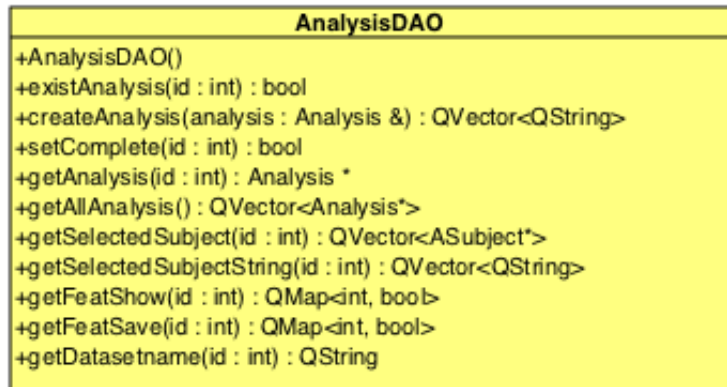 AnalysisDAO
+AnalysisDAO()
+existAnalysis(id : int) : bool
+createAnalysis(analysis : Analysis &) : QVector<QString>
+setComplete(id : int) : bool
+getAnalysis(id : int) : Analysis *
+getAllAnalysis() : QVector<Analysis*>
+getSelectedSubject(id : int) : QVector<ASubject*>
+getSelectedSubjectString(id : int) : QVector<QString>
+getFeatShow(id : int) : QMap<int, bool>
+getFeatSave(id : int) : QMap<int, bool>
+getDatasetname(id : int) : QString